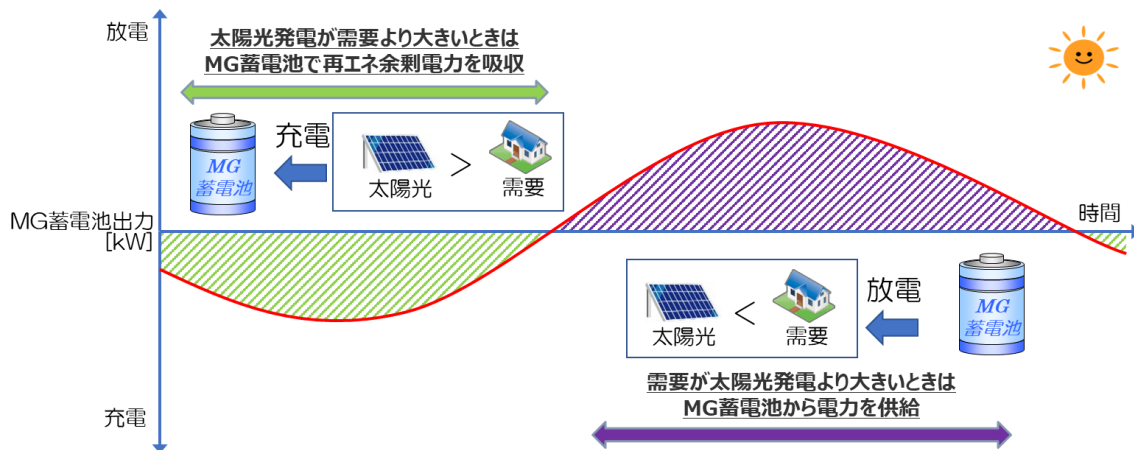 放電
太陽光発電が需要より大きいときは
MG蓄電池で再エネ余剰電力を吸収
MG
蓄電池
充電
太陽光
＞
需要
MG蓄電池出力
[kW]
時間
太陽光
＜
需要
放電
MG
蓄電池
需要が太陽光発電より大きいときは
MG蓄電池から電力を供給
充電